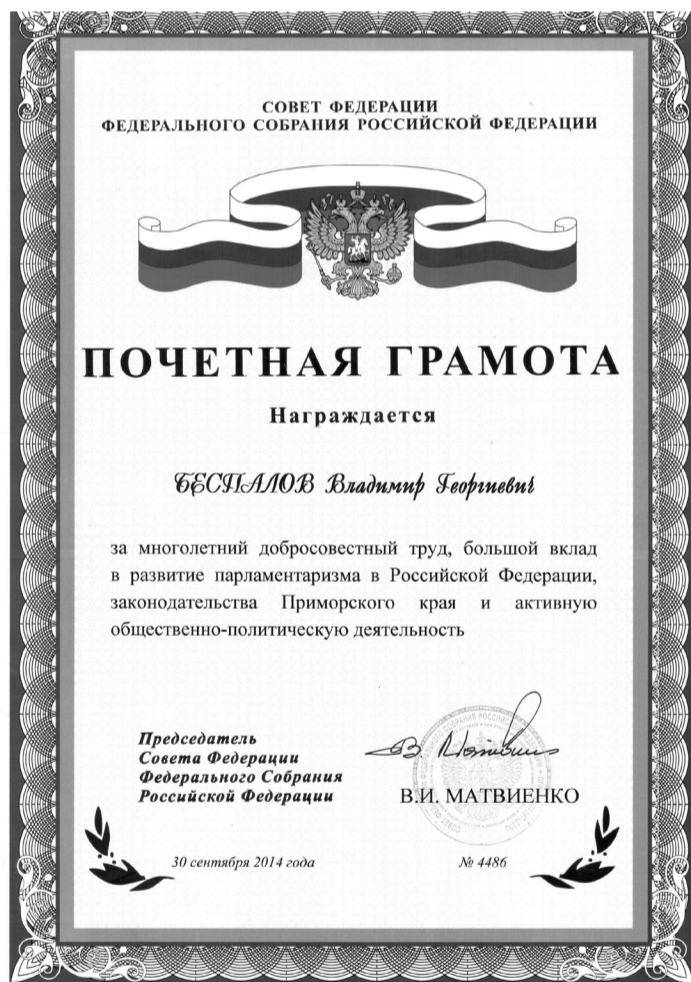 СОВЕТ ФЕДЕРАЦИИ
ФЕДЕРАЛЬНОГО СОБРАНИЯ РОССИЙСКОЙ ФЕДЕРАЦИИ
ПОЧЕТНАЯ ГРАМОТА
Награждается
БЕСПАЛОВ Владимир Георгиевич
за многолетний добросовестный труд, большой вклад
в развитие парламентаризма в Российской Федерации,
законодательства Приморского края и активную
общественно-политическую деятельность
Председатель
Совета Федерации
Федерального Собрания
Российской Федерации
В.И. МАТВИЕНКО
30 сентября 2014 года
№ 4486